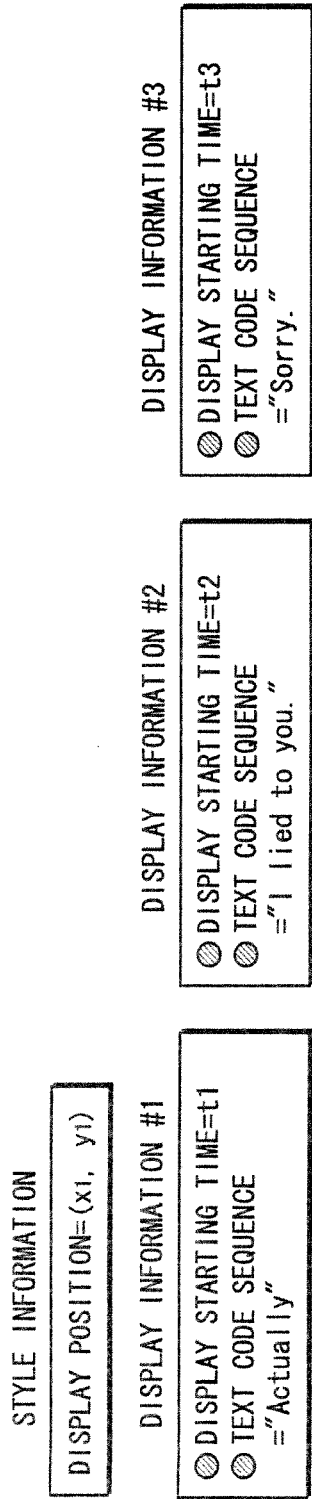 STYLE INFORMATION
DISPLAY POSITION=(x1, y1)
DISPLAY INFORMATION #1
DISPLAY STARTING TIME=t1
TEXT CODE SEQUENCE
="Actually"
DISPLAY INFORMATION #2
DISPLAY STARTING TIME=t2
TEXT CODE SEQUENCE
="I lied to you."
DISPLAY INFORMATION #3
DISPLAY STARTING TIME=t3
TEXT CODE SEQUENCE
="Sorry."